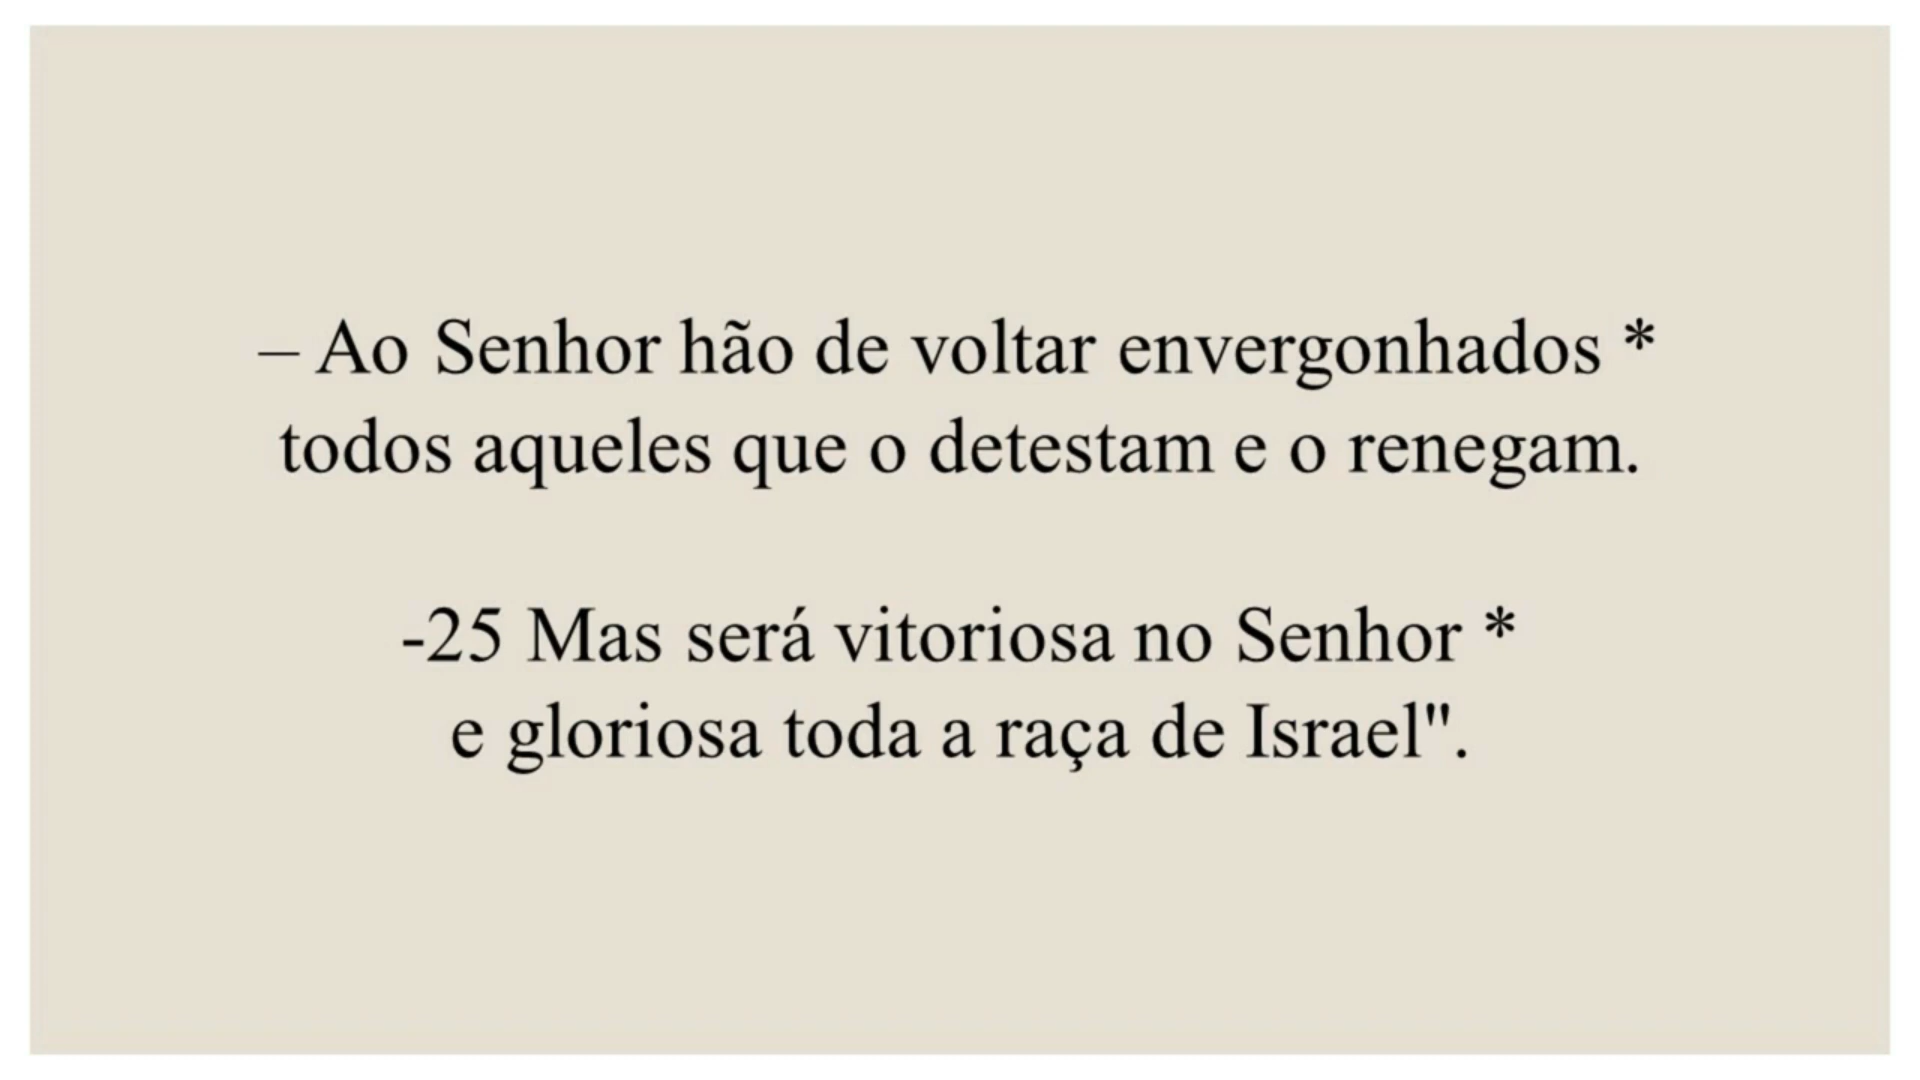 – Ao Senhor hão de voltar envergonhados *
todos aqueles que o detestam e o renegam.
-25 Mas será vitoriosa no Senhor *
e gloriosa toda a raça de Israel".